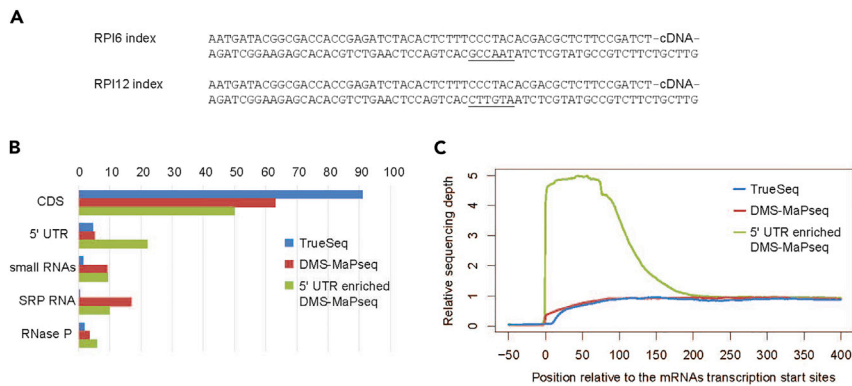 A
RPI6 index
AATGATACGGCGACCACCGAGATCTACACTCTTTCCCTACACGACGCTCTTCCGATCT-cDNA-
AGATCGGAAGAGCACACGTCTGAACTCCAGTCACGCCAATATCTCGTATGCCGTCTTCTGCTTG
RPI12 index
AATGATACGGCGACCACCGAGATCTACACTCTTTCCCTACACGACGCTCTTCCGATCT-cDNA-
AGATCGGAAGAGCACACGTCTGAACTCCAGTCACCTTGTAATCTCGTATGCCGTCTTCTGCTTG
B
0 10 20 30 40 50 60 70 80 90 100
CDS
5' UTR
small RNAs
SRP RNA
RNase P
TrueSeq
DMS-MaPseq
5' UTR enriched
DMS-MaPseq
C
Relative sequencing depth
5
4
3
2
1
0
TrueSeq
DMS-MaPseq
5' UTR enriched
DMS-MaPseq
-50 0 50 100 150 200 250 300 350 400
Position relative to the mRNAs transcription start sites